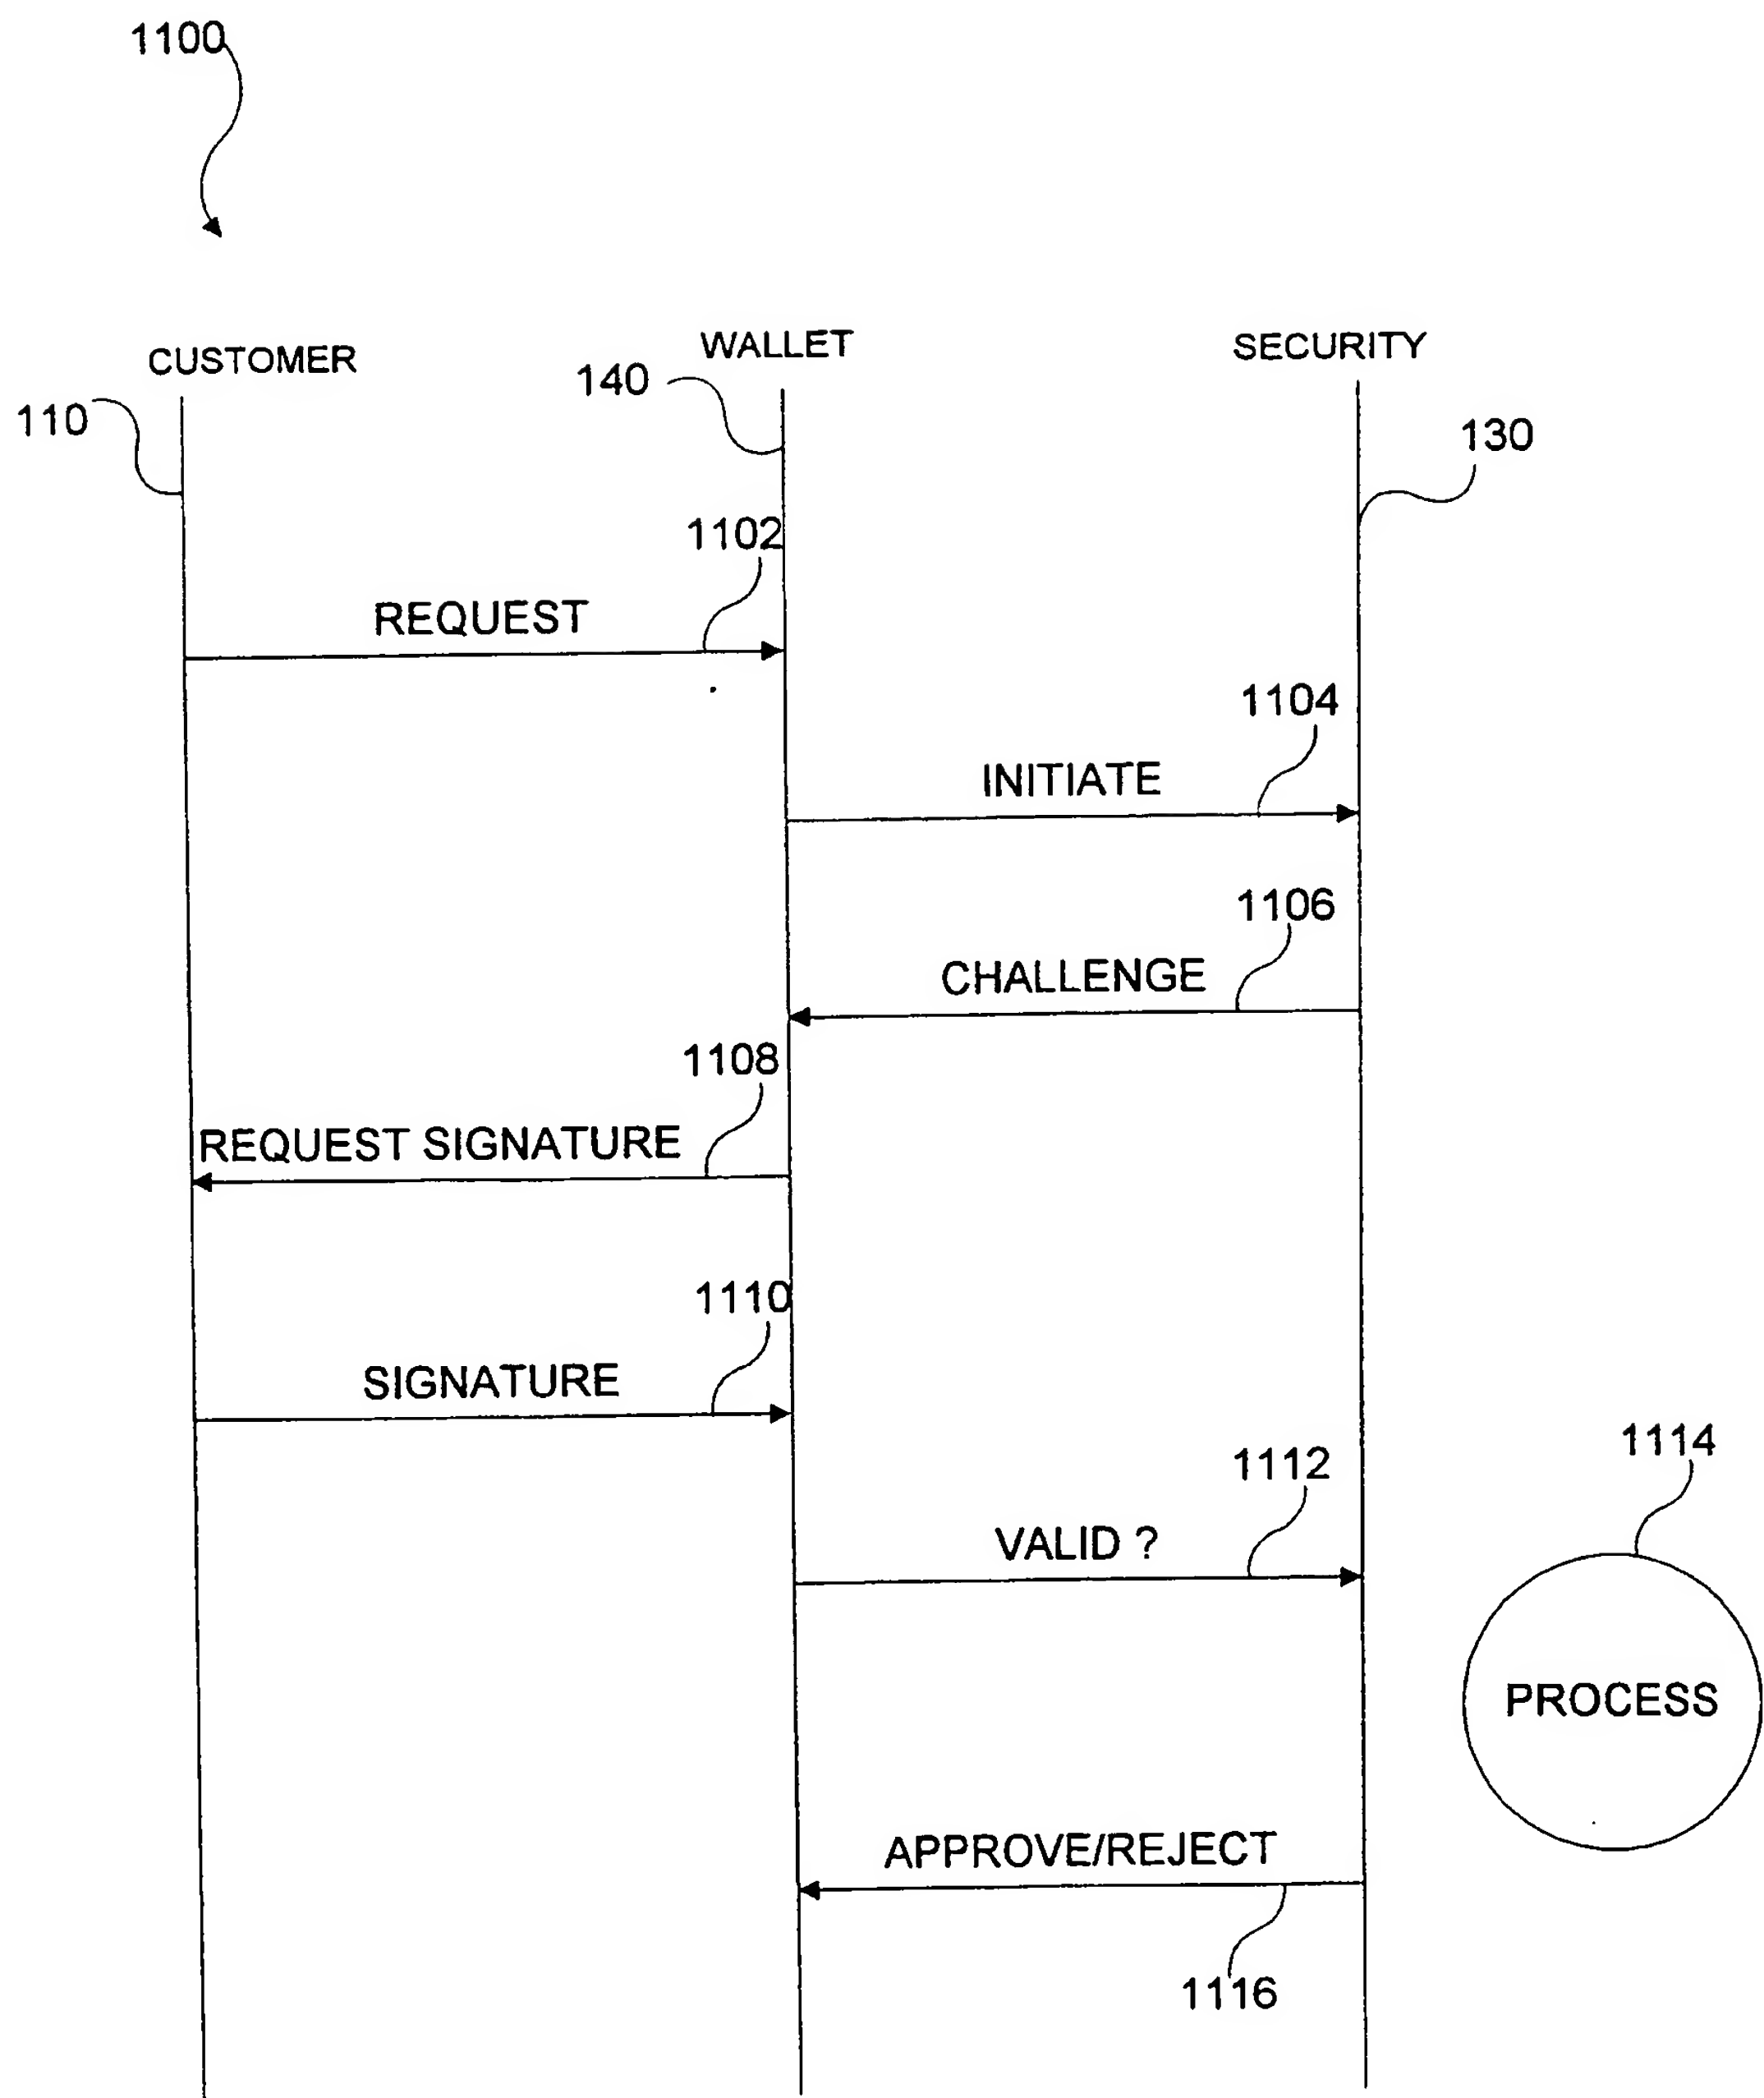 1100
CUSTOMER
WALLET
SECURITY
110
140
130
1102
REQUEST
1104
INITIATE
1106
CHALLENGE
1108
REQUEST SIGNATURE
1110
SIGNATURE
1112
VALID ?
1114
PROCESS
APPROVE/REJECT
1116